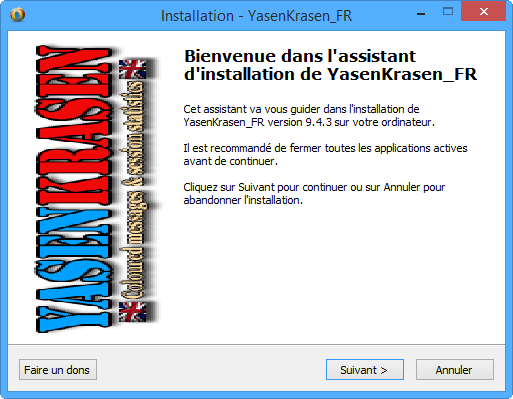 Installation - YasenKrasen_FR
YASENKRASEN
Coloured messages & session statistics
Bienvenue dans l'assistant
d'installation de YasenKrasen_FR
Cet assistant va vous guider dans l'installation de
YasenKrasen_FR version 9.4.3 sur votre ordinateur.
Il est recommandé de fermer toutes les applications actives
avant de continuer.
Cliquez sur Suivant pour continuer ou sur Annuler pour
abandonner l'installation.
Faire un dons
Suivant >
Annuler